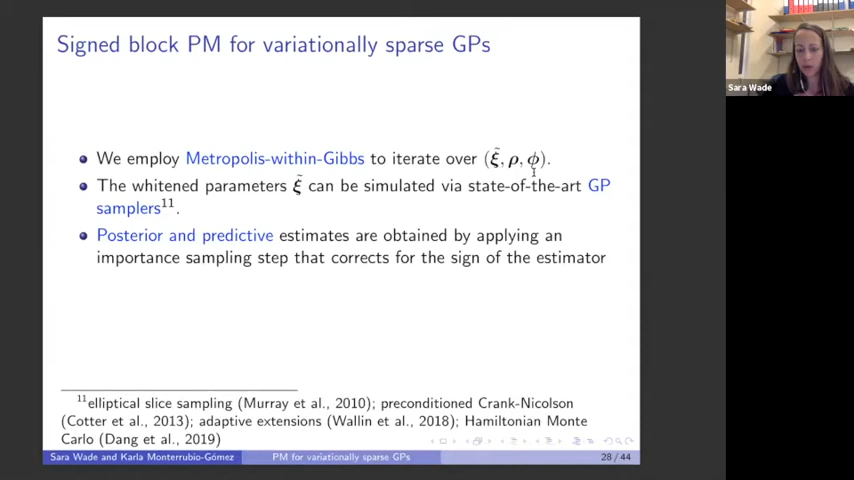 Signed block PM for variationally sparse GPs
We employ Metropolis-within-Gibbs to iterate over (ξ̃, ρ, ϕ).
The whitened parameters ξ̃ can be simulated via state-of-the-art GP
samplers¹¹.
Posterior and predictive estimates are obtained by applying an
importance sampling step that corrects for the sign of the estimator
¹¹elliptical slice sampling (Murray et al., 2010); preconditioned Crank-Nicolson
(Cotter et al., 2013); adaptive extensions (Wallin et al., 2018); Hamiltonian Monte
Carlo (Dang et al., 2019)
Sara Wade and Karla Monterrubio-Gómez PM for variationally sparse GPs 28 / 44
Sara Wade